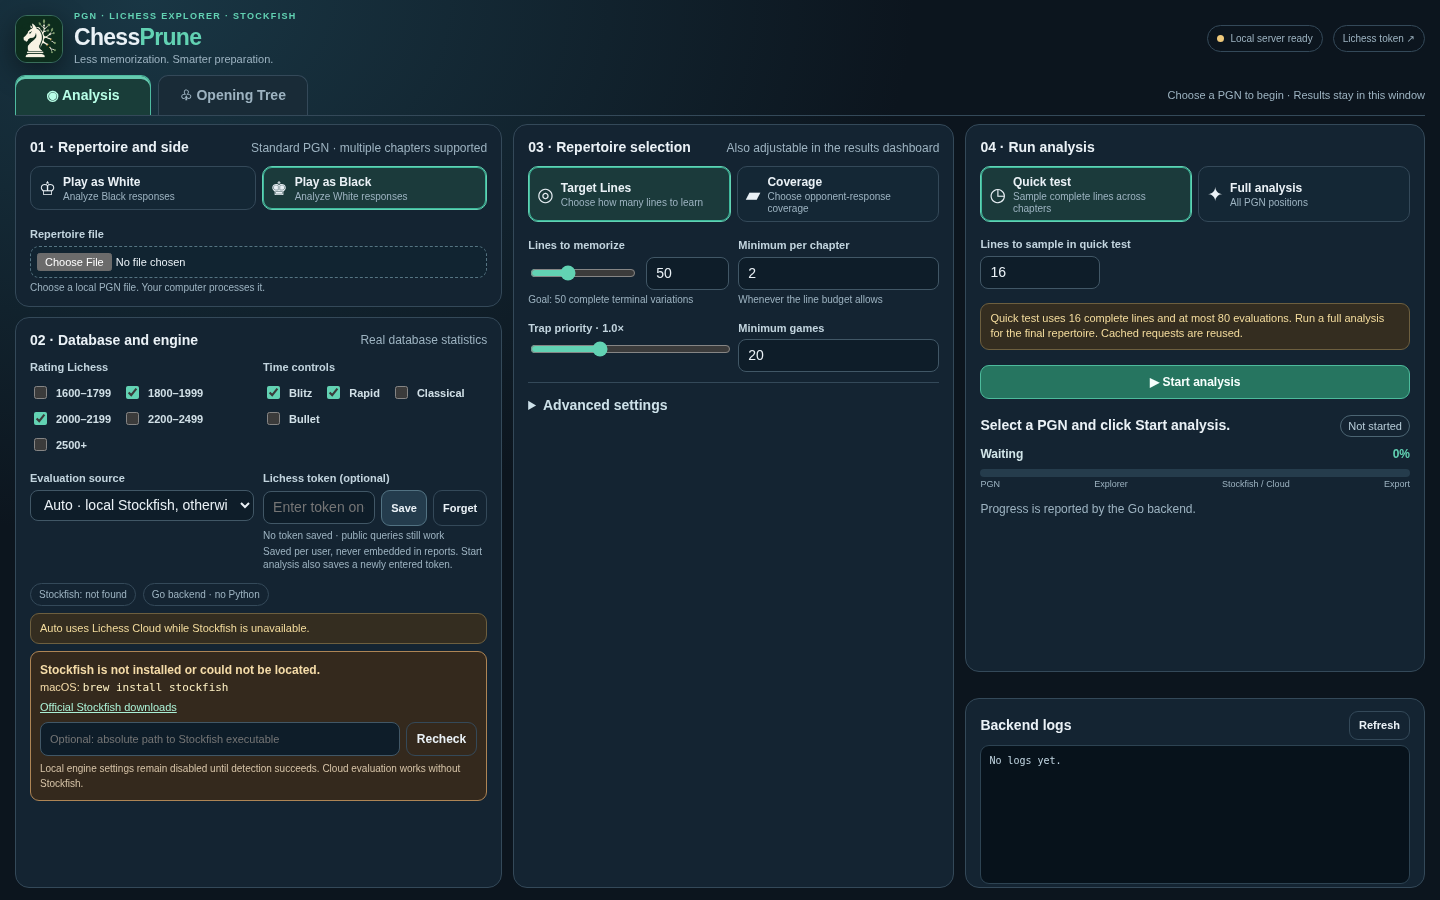 PGN · LICHESS EXPLORER · STOCKFISH
ChessPrune
Less memorization. Smarter preparation.
Local server ready
Lichess token ↗
◉ Analysis
♧ Opening Tree
Choose a PGN to begin · Results stay in this window
01 · Repertoire and side
Standard PGN · multiple chapters supported
♔ Play as White
Analyze Black responses
♚ Play as Black
Analyze White responses
Repertoire file
Choose File No file chosen
Choose a local PGN file. Your computer processes it.
02 · Database and engine
Real database statistics
Rating Lichess
1600–1799
1800–1999
2000–2199
2200–2499
2500+
Time controls
Blitz
Rapid
Classical
Bullet
Evaluation source
Auto · local Stockfish, otherwi
Lichess token (optional)
Enter token on
Save
Forget
No token saved · public queries still work
Saved per user, never embedded in reports. Start
analysis also saves a newly entered token.
Stockfish: not found
Go backend · no Python
Auto uses Lichess Cloud while Stockfish is unavailable.
Stockfish is not installed or could not be located.
macOS: brew install stockfish
Official Stockfish downloads
Optional: absolute path to Stockfish executable
Recheck
Local engine settings remain disabled until detection succeeds. Cloud evaluation works without
Stockfish.
03 · Repertoire selection
Also adjustable in the results dashboard
◎ Target Lines
Choose how many lines to learn
▰ Coverage
Choose opponent-response
coverage
Lines to memorize
50
Goal: 50 complete terminal variations
Minimum per chapter
2
Whenever the line budget allows
Trap priority · 1.0×
Minimum games
20
▶ Advanced settings
04 · Run analysis
◷ Quick test
Sample complete lines across
chapters
✦ Full analysis
All PGN positions
Lines to sample in quick test
16
Quick test uses 16 complete lines and at most 80 evaluations. Run a full analysis
for the final repertoire. Cached requests are reused.
▶ Start analysis
Select a PGN and click Start analysis.
Not started
Waiting
0%
PGN
Explorer
Stockfish / Cloud
Export
Progress is reported by the Go backend.
Backend logs
Refresh
No logs yet.